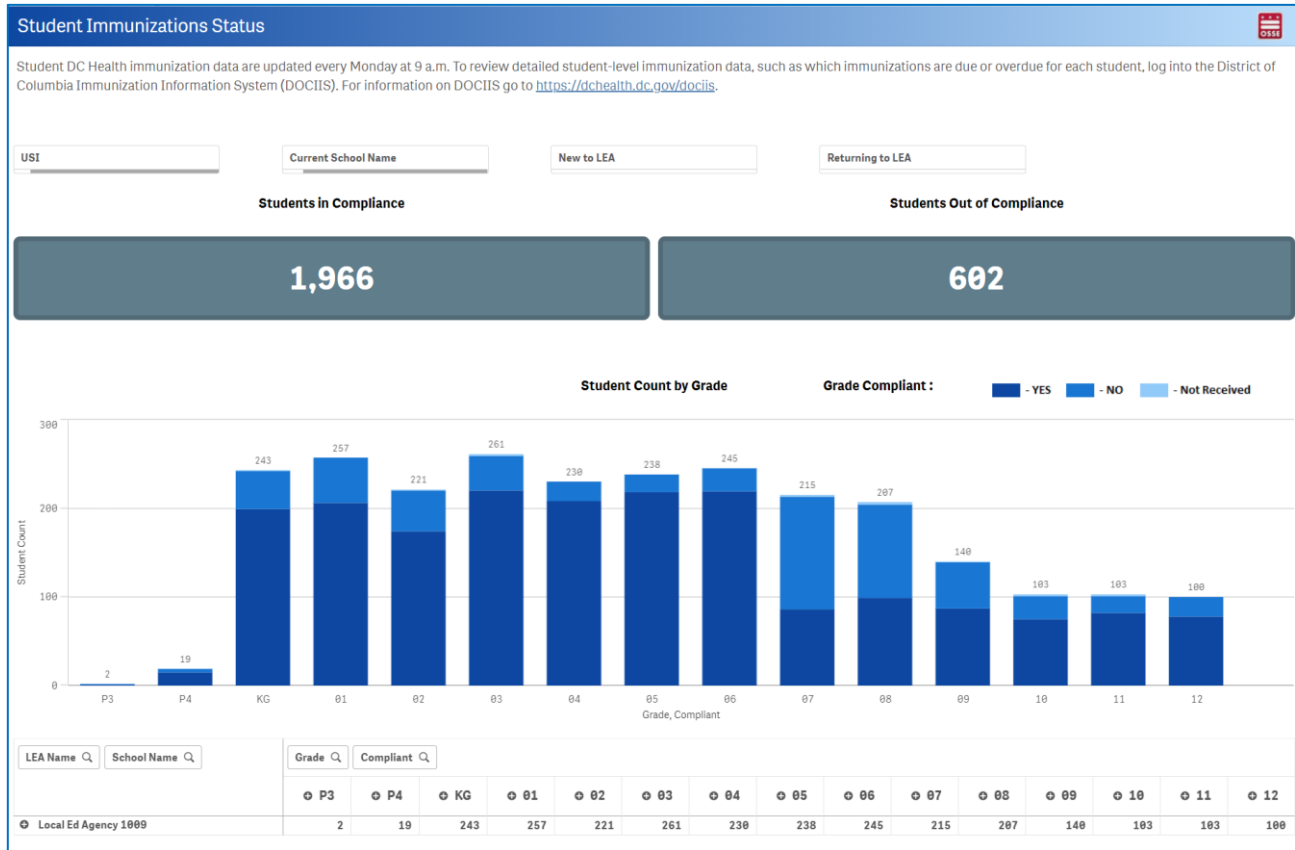 Student Immunizations Status
OSSE
Student DC Health immunization data are updated every Monday at 9 a.m. To review detailed student-level immunization data, such as which immunizations are due or overdue for each student, log into the District of
Columbia Immunization Information System (DOCIIS). For information on DOCIIS go to https://dchealth.dc.gov/dociis.
USI Current School Name New to LEA Returning to LEA
Students in Compliance Students Out of Compliance
1,966 602
Student Count by Grade Grade Compliant : - YES - NO - Not Received
300
200
100
0
Student Count
2 19 243 257 221 261 230 238 245 215 207 140 103 103 100
P3 P4 KG 01 02 03 04 05 06 07 08 09 10 11 12
Grade, Compliant
LEA Name School Name Grade Compliant
P3 P4 KG 01 02 03 04 05 06 07 08 09 10 11 12
Local Ed Agency 1009 2 19 243 257 221 261 230 238 245 215 207 140 103 103 100